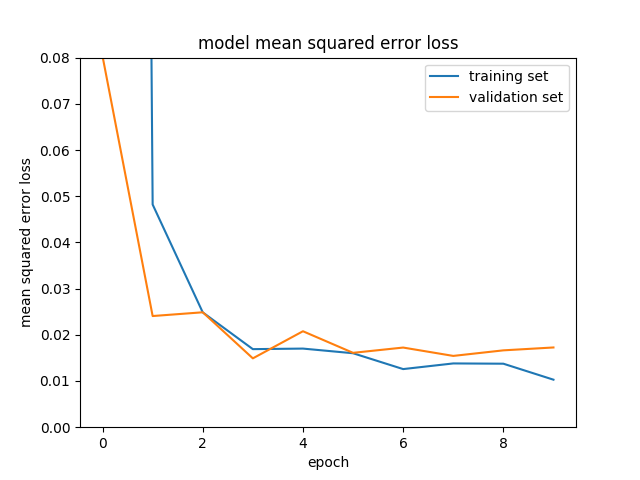 model mean squared error loss
training set
validation set
0.08
0.07
0.06
0.05
0.04
0.03
0.02
0.01
0.00
mean squared error loss
0 2 4 6 8
epoch